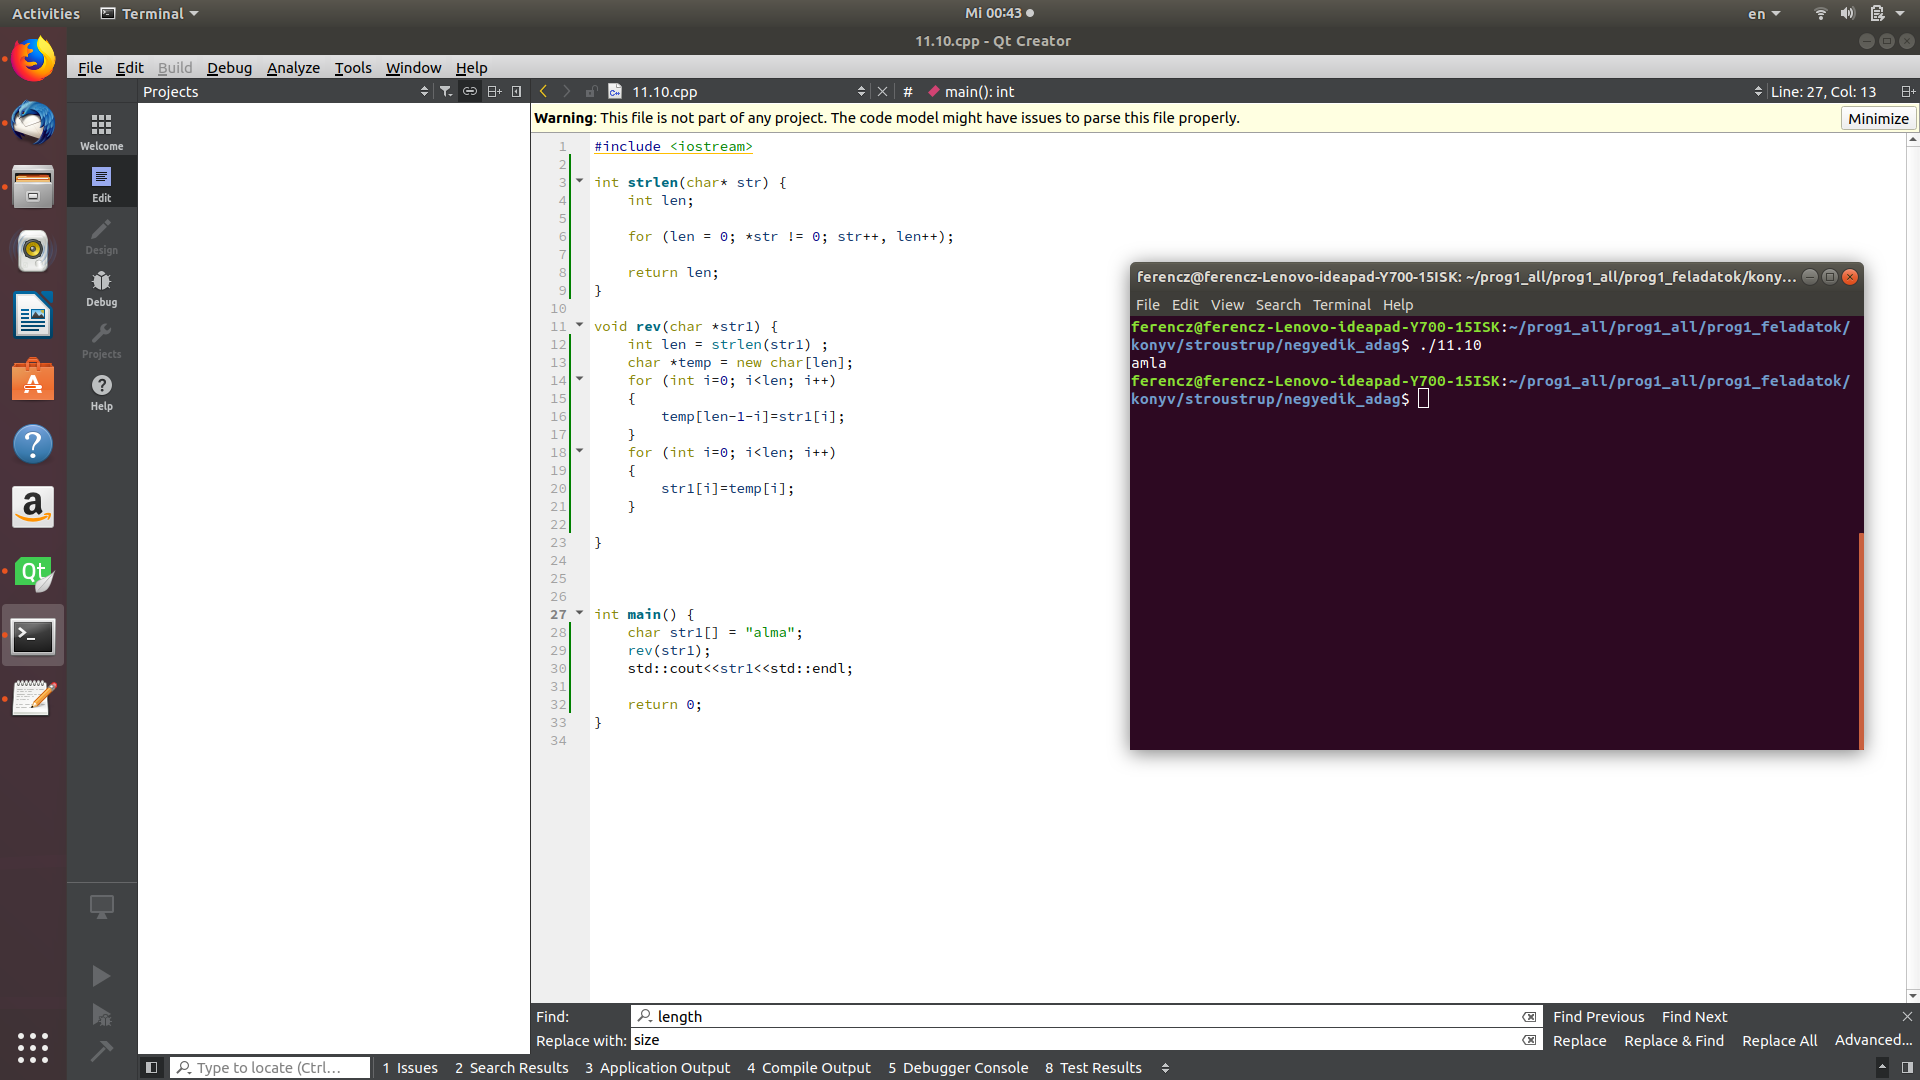 Activities Terminal Mi 00:43 en
11.10.cpp - Qt Creator
File Edit Build Debug Analyze Tools Window Help
Projects 11.10.cpp # main(): int Line: 27, Col: 13
Warning: This file is not part of any project. The code model might have issues to parse this file properly. Minimize
Welcome
Edit
Design
Debug
Projects
Help
1 #include <iostream>
2
3 int strlen(char* str) {
4 int len;
5
6 for (len = 0; *str != 0; str++, len++);
7
8 return len;
9 }
10
11 void rev(char *str1) {
12 int len = strlen(str1) ;
13 char *temp = new char[len];
14 for (int i=0; i<len; i++)
15 {
16 temp[len-1-i]=str1[i];
17 }
18 for (int i=0; i<len; i++)
19 {
20 str1[i]=temp[i];
21 }
22
23 }
24
25
26
27 int main() {
28 char str1[] = "alma";
29 rev(str1);
30 std::cout<<str1<<std::endl;
31
32 return 0;
33 }
34
ferencz@ferencz-Lenovo-ideapad-Y700-15ISK: ~/prog1_all/prog1_all/prog1_feladatok/kony...
File Edit View Search Terminal Help
ferencz@ferencz-Lenovo-ideapad-Y700-15ISK:~/prog1_all/prog1_all/prog1_feladatok/
konyv/stroustrup/negyedik_adag$ ./11.10
amla
ferencz@ferencz-Lenovo-ideapad-Y700-15ISK:~/prog1_all/prog1_all/prog1_feladatok/
konyv/stroustrup/negyedik_adag$
Find: length Find Previous Find Next
Replace with: size Replace Replace & Find Replace All Advanced...
Type to locate (Ctrl... 1 Issues 2 Search Results 3 Application Output 4 Compile Output 5 Debugger Console 8 Test Results